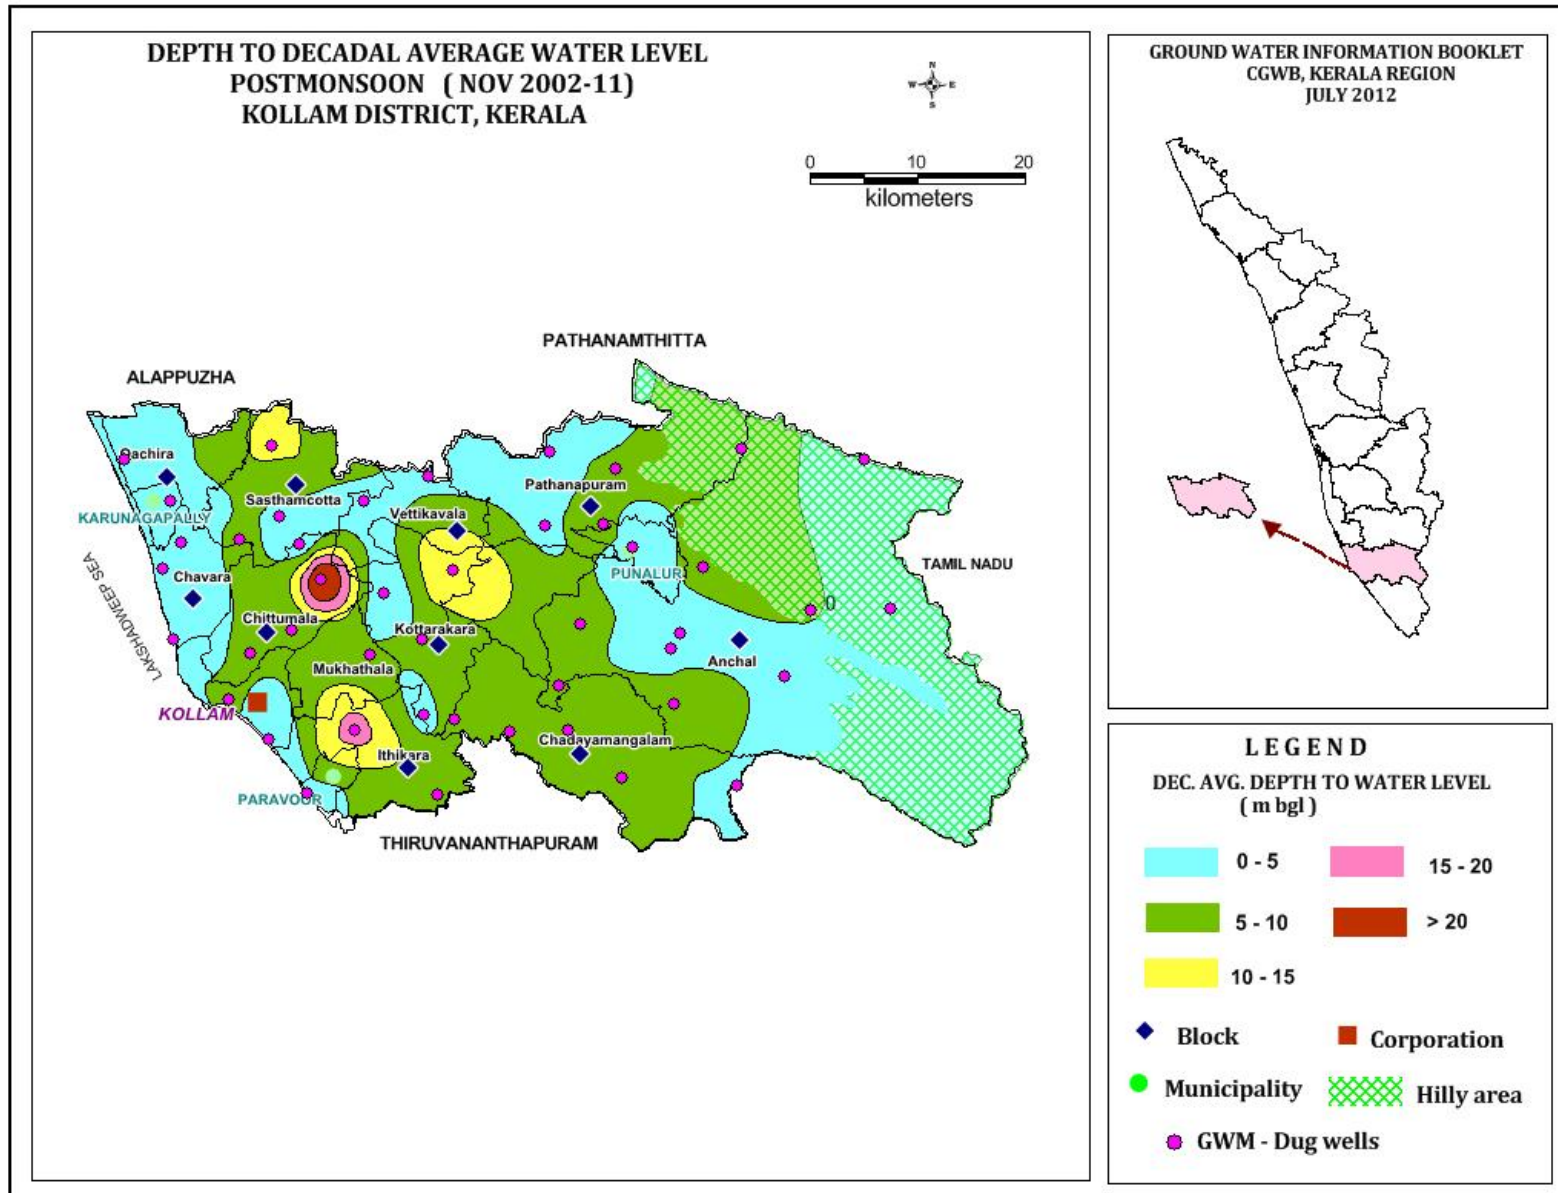 DEPTH TO DECADAL AVERAGE WATER LEVEL
POSTMONSOON ( NOV 2002-11)
KOLLAM DISTRICT, KERALA
N
W E
S
0 10 20
kilometers
PATHANAMTHITTA
ALAPPUZHA
Oachira
Sasthamcotta
KARUNAGAPALLY
Pathanapuram
Vettikavala
LAKSHADWEEP SEA
Chavara
PUNALUR
TAMIL NADU
0
Chittumala
Kottarakara
Mukhathala
Anchal
KOLLAM
Chadayamangalam
Ithikara
PARAVOUR
THIRUVANANTHAPURAM
GROUND WATER INFORMATION BOOKLET
CGWB, KERALA REGION
JULY 2012
LEGEND
DEC. AVG. DEPTH TO WATER LEVEL
( m bgl )
0 - 5
15 - 20
5 - 10
> 20
10 - 15
Block
Corporation
Municipality
Hilly area
GWM - Dug wells